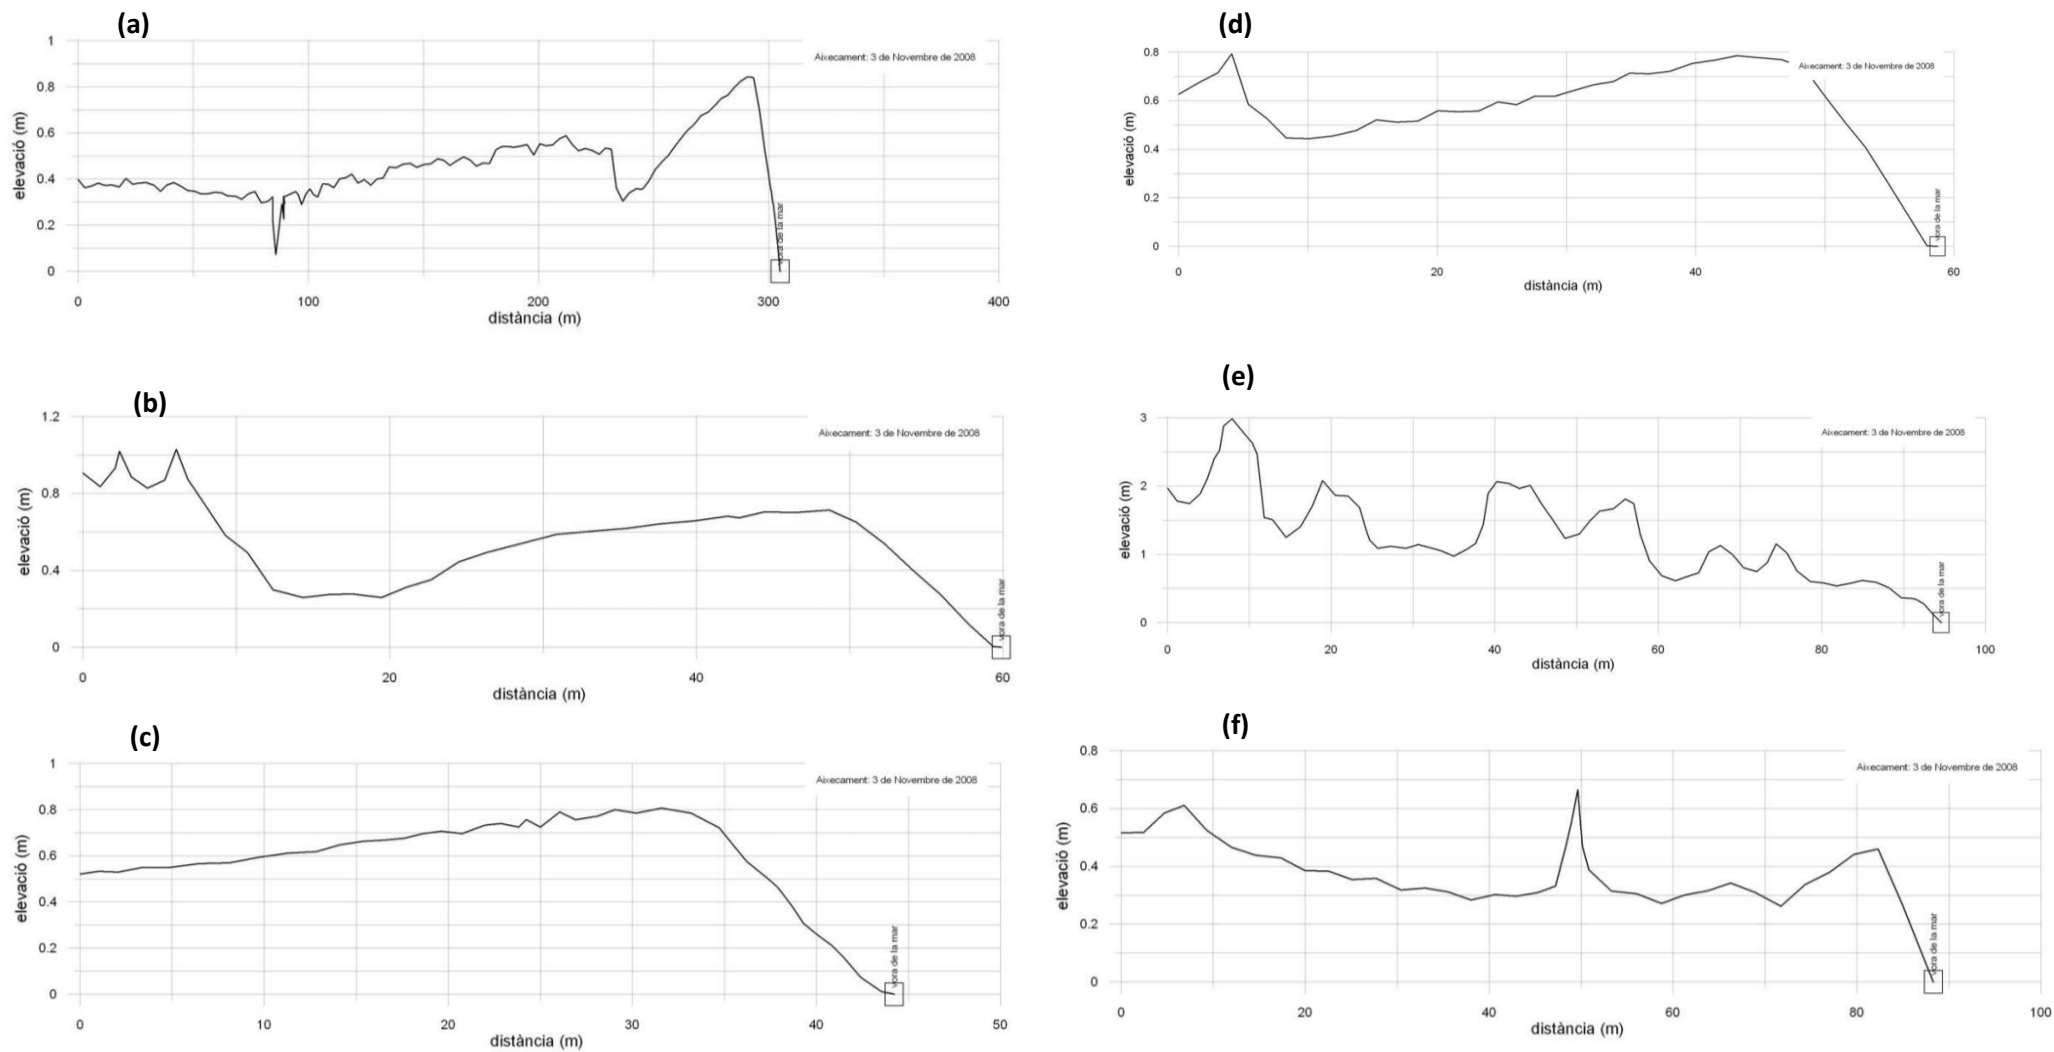 (a)
Aixecament: 3 de Novembre de 2008
elevació (m)
1
0.8
0.6
0.4
0.2
0
vora de la mar
0 100 200 300 400
distància (m)
(b)
Aixecament: 3 de Novembre de 2008
elevació (m)
1.2
0.8
0.4
0
vora de la mar
0 20 40 60
distància (m)
(c)
Aixecament: 3 de Novembre de 2008
elevació (m)
1
0.8
0.6
0.4
0.2
0
vora de la mar
0 10 20 30 40 50
distància (m)
(d)
Aixecament: 3 de Novembre de 2008
elevació (m)
0.8
0.6
0.4
0.2
0
vora de la mar
0 20 40 60
distància (m)
(e)
Aixecament: 3 de Novembre de 2008
elevació (m)
3
2
1
0
vora de la mar
0 20 40 60 80 100
distància (m)
(f)
Aixecament: 3 de Novembre de 2008
elevació (m)
0.8
0.6
0.4
0.2
0
vora de la mar
0 20 40 60 80 100
distància (m)